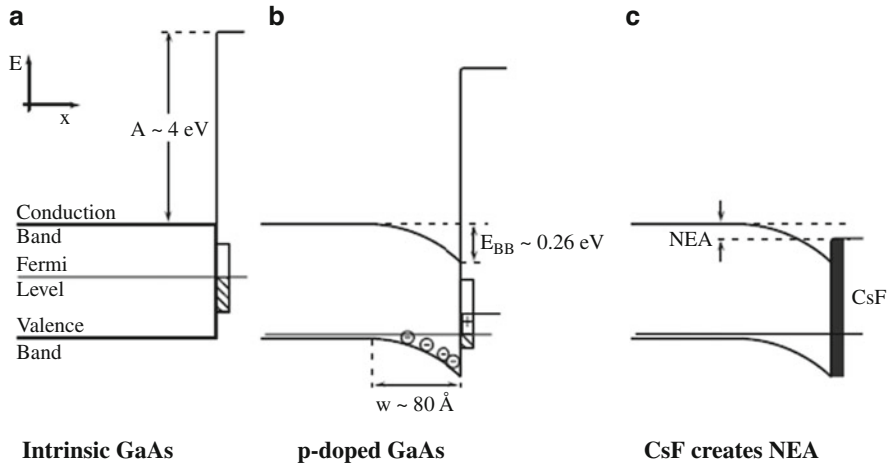 a
b
c
E
x
A ~ 4 eV
Conduction
Band
Fermi
Level
Valence
Band
E_BB ~ 0.26 eV
+
w ~ 80 Å
NEA
CsF
Intrinsic GaAs
p-doped GaAs
CsF creates NEA